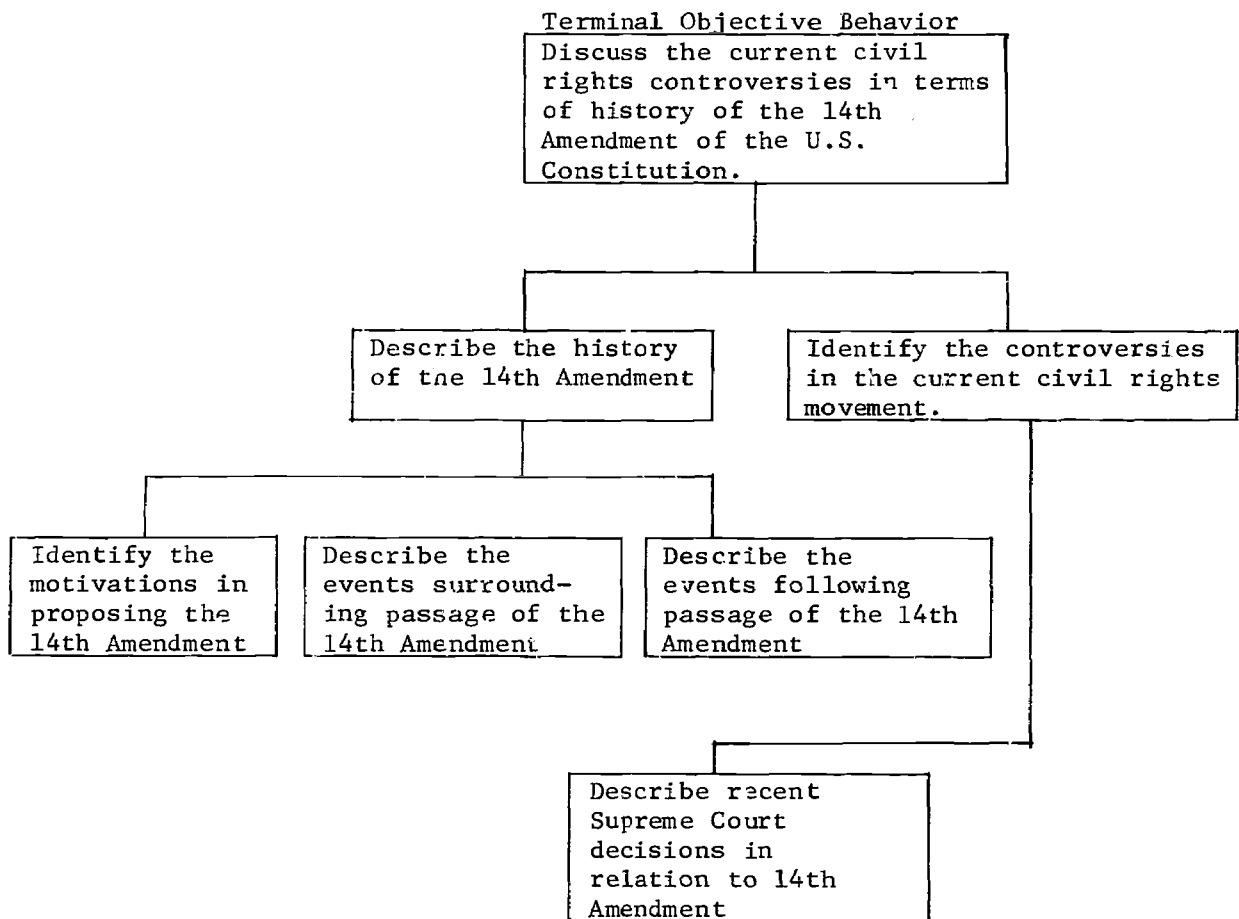 Terminal Objective Behavior
Discuss the current civil
rights controversies in terms
of history of the 14th
Amendment of the U.S.
Constitution.
Describe the history
of the 14th Amendment
Identify the controversies
in the current civil rights
movement.
Identify the
motivations in
proposing the
14th Amendment
Describe the
events surround-
ing passage of the
14th Amendment
Describe the
events following
passage of the 14th
Amendment
Describe recent
Supreme Court
decisions in
relation to 14th
Amendment